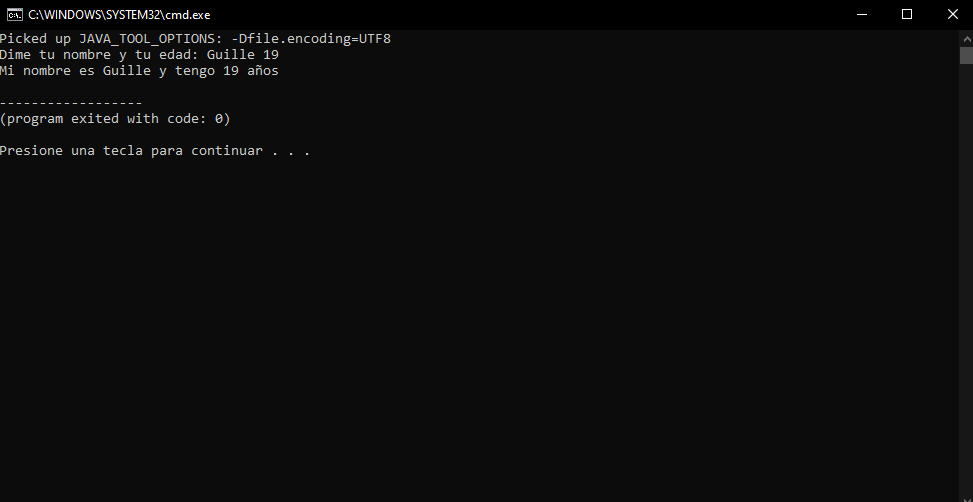 C:\WINDOWS\SYSTEM32\cmd.exe
Picked up JAVA_TOOL_OPTIONS: -Dfile.encoding=UTF8
Dime tu nombre y tu edad: Guille 19
Mi nombre es Guille y tengo 19 años
------------------
(program exited with code: 0)
Presione una tecla para continuar . . .